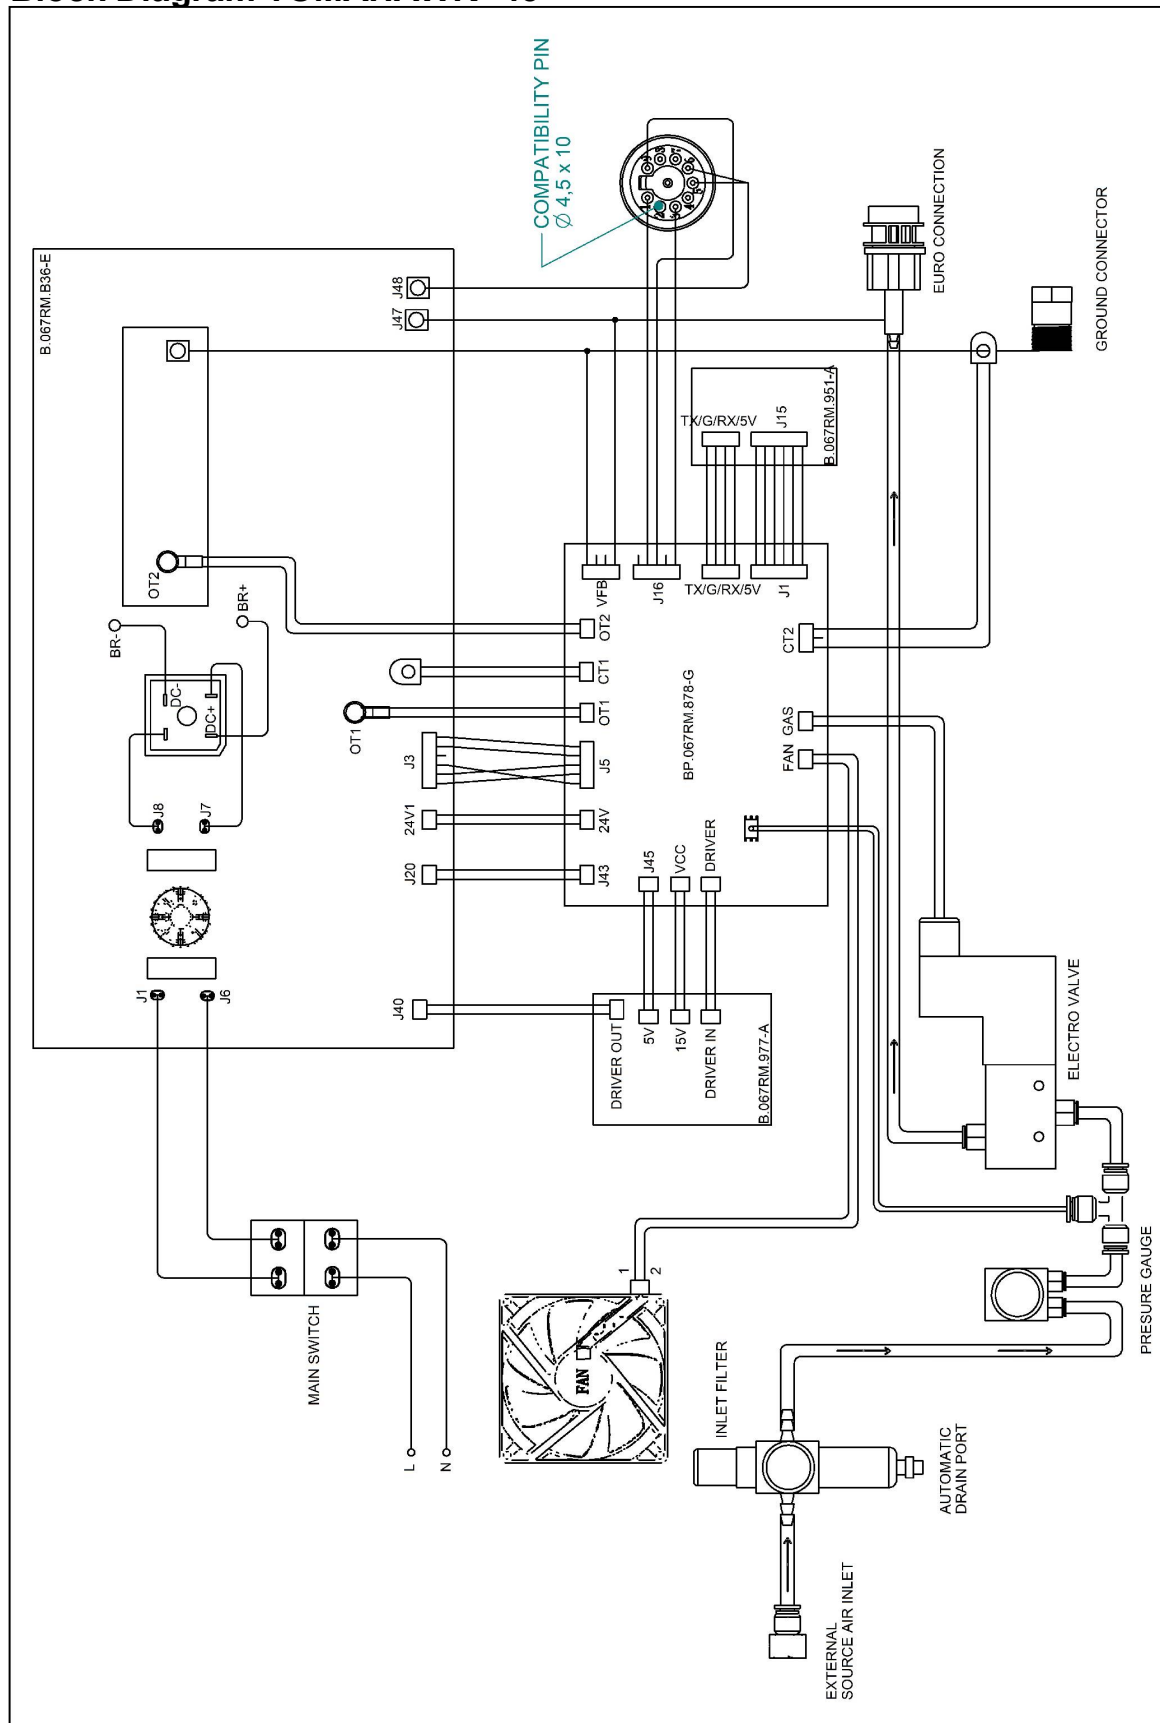 B.067RM.B36-E
COMPATIBILITY PIN
Ø 4,5 x 10
J48
J47
EURO CONNECTION
GROUND CONNECTOR
OT2
BR-
BR+
DC-
DC+
J8
J7
J1
J6
TX/G/RX/5V
J15
B.067RM.951-A
VFB
J16
TX/G/RX/5V
J1
OT2
CT1
OT1
OT1
J3
J5
24V1
24V
J20
J43
BP.067RM.878-G
CT2
GAS
FAN
J45
VCC
DRIVER
J40
DRIVER OUT
5V
15V
DRIVER IN
B.067RM.977-A
ELECTRO VALVE
MAIN SWITCH
L
N
1
2
FAN
PRESURE GAUGE
INLET FILTER
AUTOMATIC
DRAIN PORT
EXTERNAL
SOURCE AIR INLET